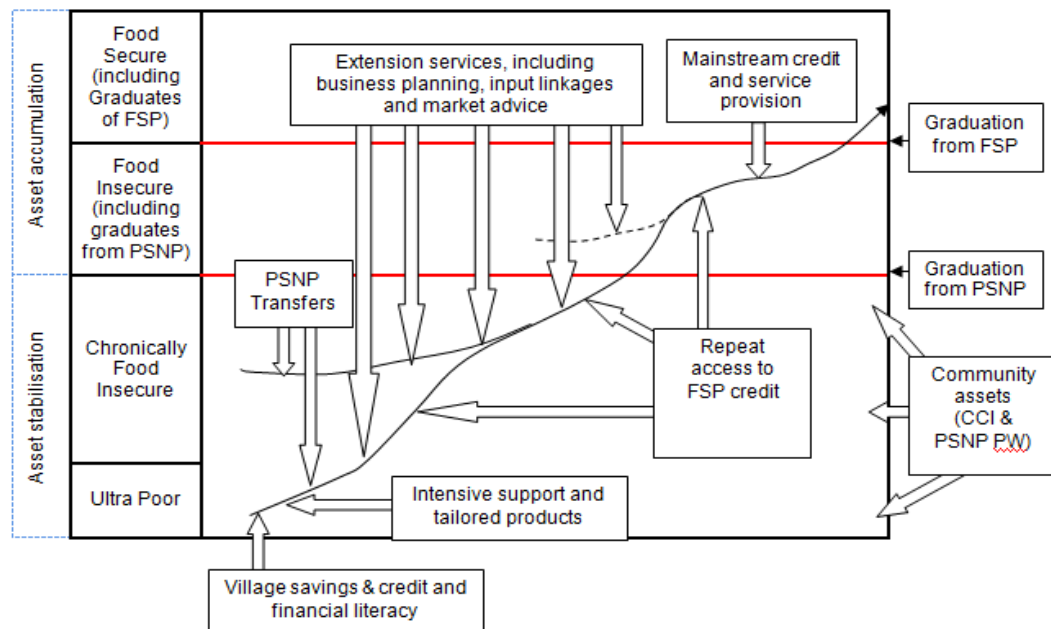 Asset accumulation
Asset stabilisation
Food
Secure
(including
Graduates
of FSP)
Food
Insecure
(including
graduates
from PSNP)
Chronically
Food
Insecure
Ultra Poor
Extension services, including
business planning, input linkages
and market advice
Mainstream credit
and service
provision
Graduation
from FSP
Graduation
from PSNP
PSNP
Transfers
Repeat
access to
FSP credit
Community
assets
(CCI &
PSNP PW)
Intensive support and
tailored products
Village savings & credit and
financial literacy